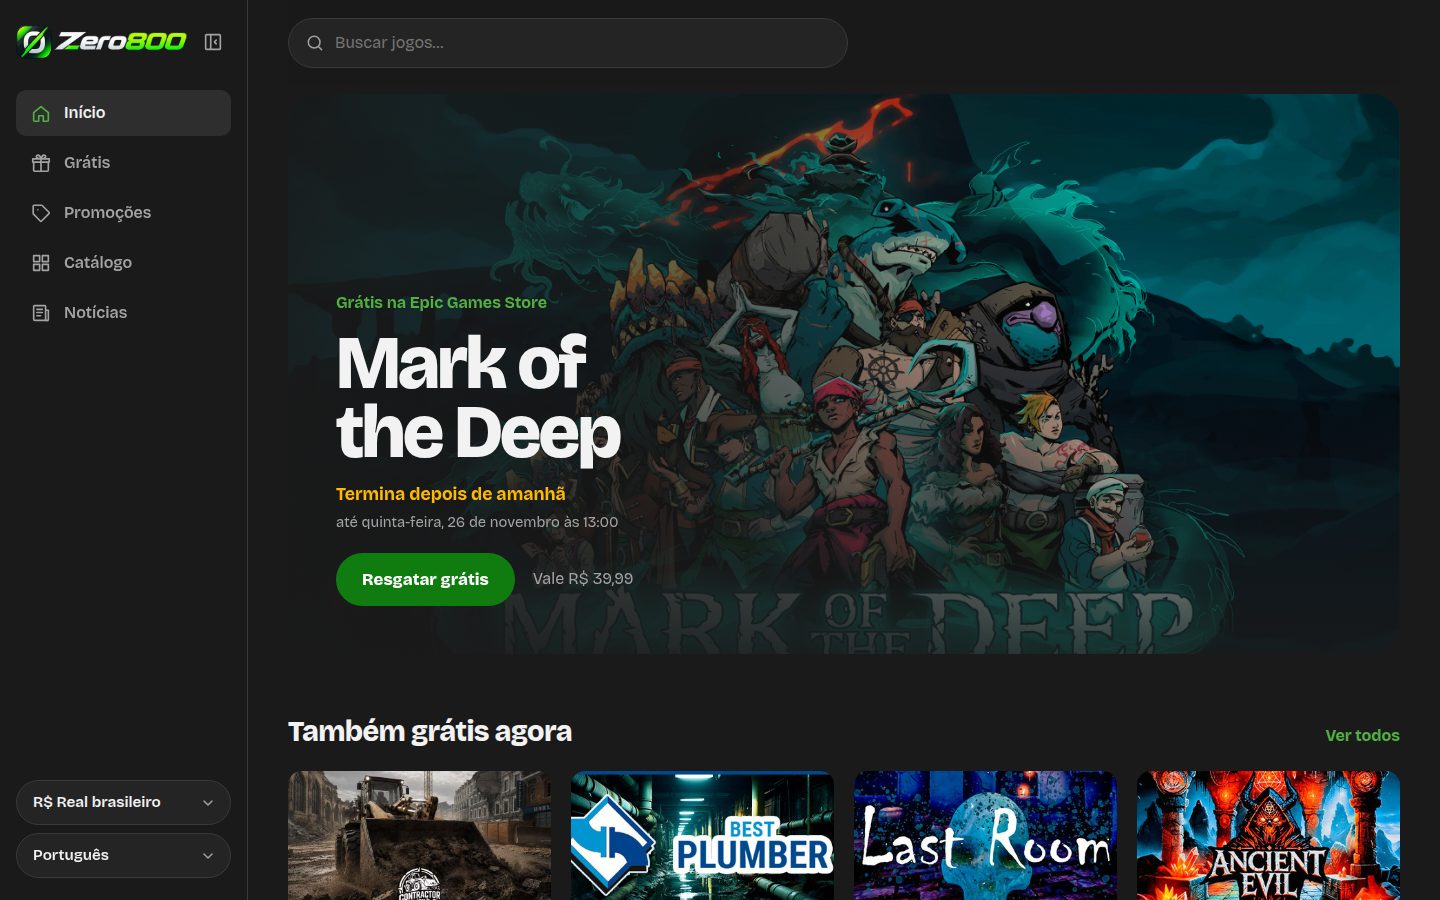 Zero800
Buscar jogos...
Início
Grátis
Promoções
Catálogo
Notícias
Grátis na Epic Games Store
Mark of
the Deep
Termina depois de amanhã
até quinta-feira, 26 de novembro às 13:00
Resgatar grátis
Vale R$ 39,99
MARK OF THE DEEP
Também grátis agora
Ver todos
CONTRACTOR
BEST
PLUMBER
Last Room
ANCIENT
EVIL
R$ Real brasileiro
Português